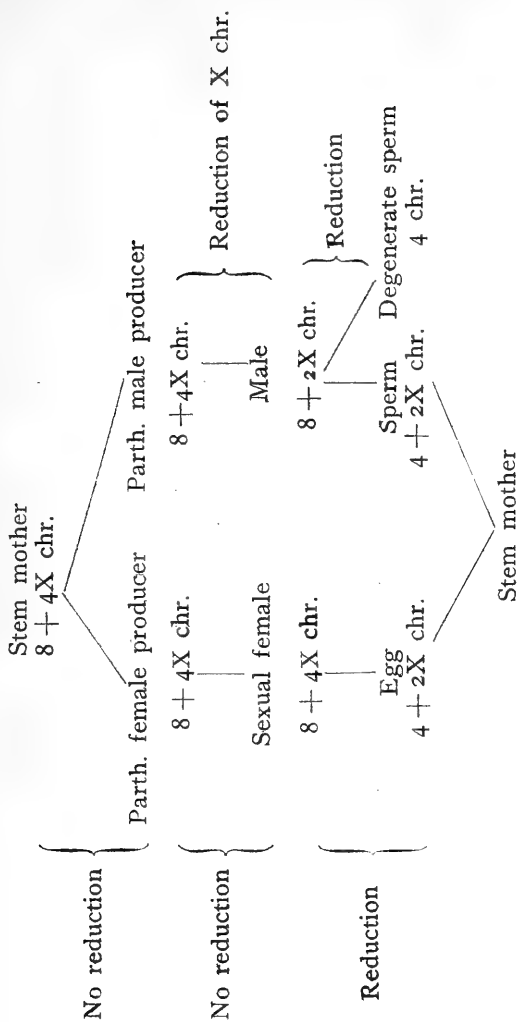 Stem mother
8 + 4X chr.
No reduction
Parth. female producer
Parth. male producer
8 + 4X chr.
8 + 4X chr.
No reduction
Reduction of X chr.
Sexual female
Male
8 + 4X chr.
8 + 2X chr.
Reduction
Reduction
Egg
4 + 2X chr.
Sperm
4 + 2X chr.
Degenerate sperm
4 chr.
Stem mother